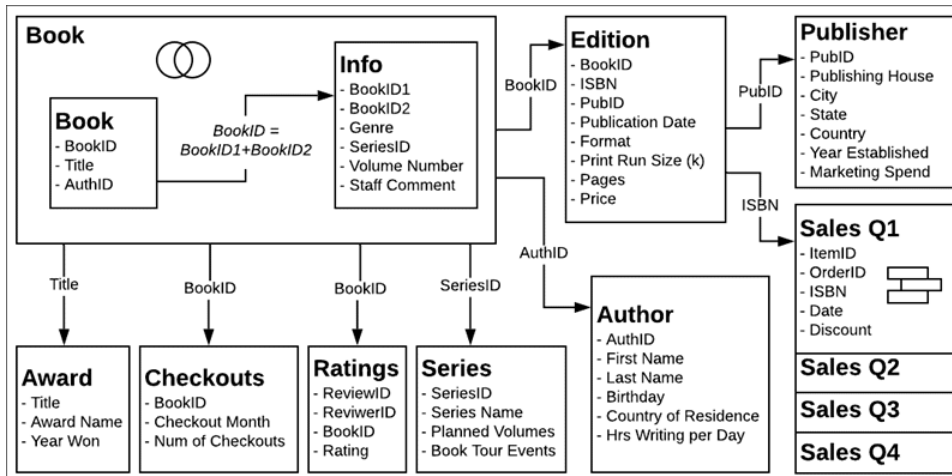 Book
Book
- BookID
- Title
- AuthID
BookID =
BookID1+BookID2
Info
- BookID1
- BookID2
- Genre
- SeriesID
- Volume Number
- Staff Comment
BookID
Edition
- BookID
- ISBN
- PubID
- Publication Date
- Format
- Print Run Size (k)
- Pages
- Price
PubID
Publisher
- PubID
- Publishing House
- City
- State
- Country
- Year Established
- Marketing Spend
ISBN
Sales Q1
- ItemID
- OrderID
- ISBN
- Date
- Discount
Sales Q2
Sales Q3
Sales Q4
Title
BookID
BookID
SeriesID
AuthID
Award
- Title
- Award Name
- Year Won
Checkouts
- BookID
- Checkout Month
- Num of Checkouts
Ratings
- ReviewID
- ReviwerID
- BookID
- Rating
Series
- SeriesID
- Series Name
- Planned Volumes
- Book Tour Events
Author
- AuthID
- First Name
- Last Name
- Birthday
- Country of Residence
- Hrs Writing per Day